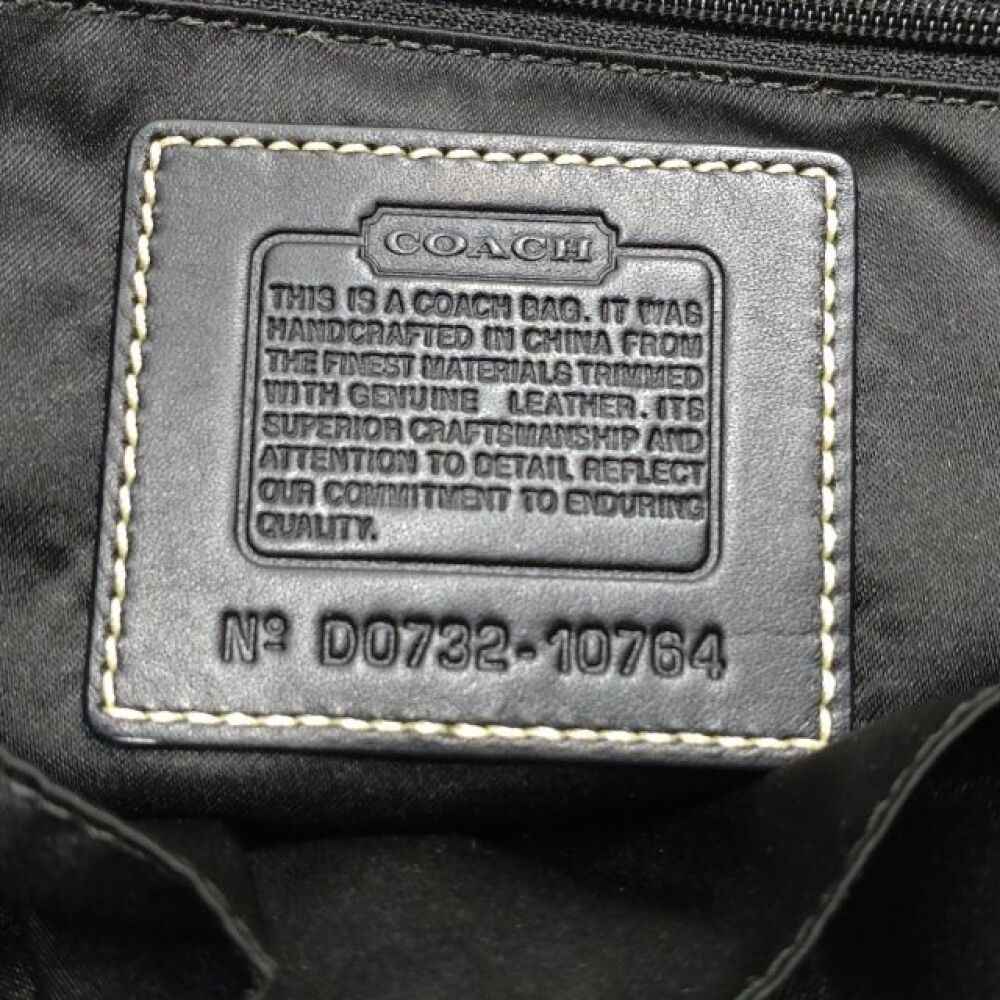 COACH
THIS IS A COACH BAG. IT WAS
HANDCRAFTED IN CHINA FROM
THE FINEST MATERIALS TRIMMED
WITH GENUINE LEATHER. ITS
SUPERIOR CRAFTSMANSHIP AND
ATTENTION TO DETAIL REFLECT
OUR COMMITMENT TO ENDURING
QUALITY.
Nº D0732-10764